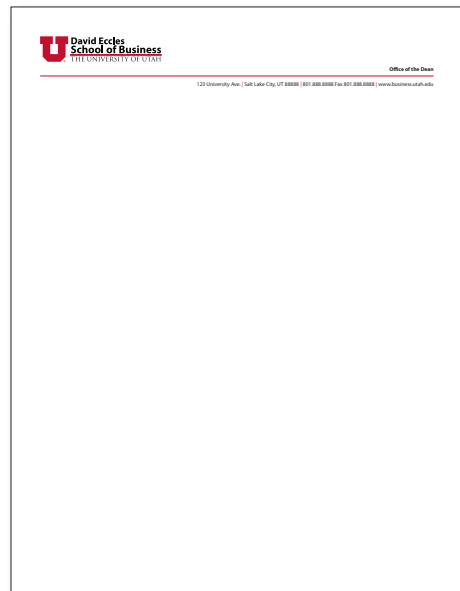 U
David Eccles
School of Business
THE UNIVERSITY OF UTAH
Office of the Dean
123 University Ave. | Salt Lake City, UT 88888 | 801.888.8888 Fax 801.888.8888 | www.business.utah.edu